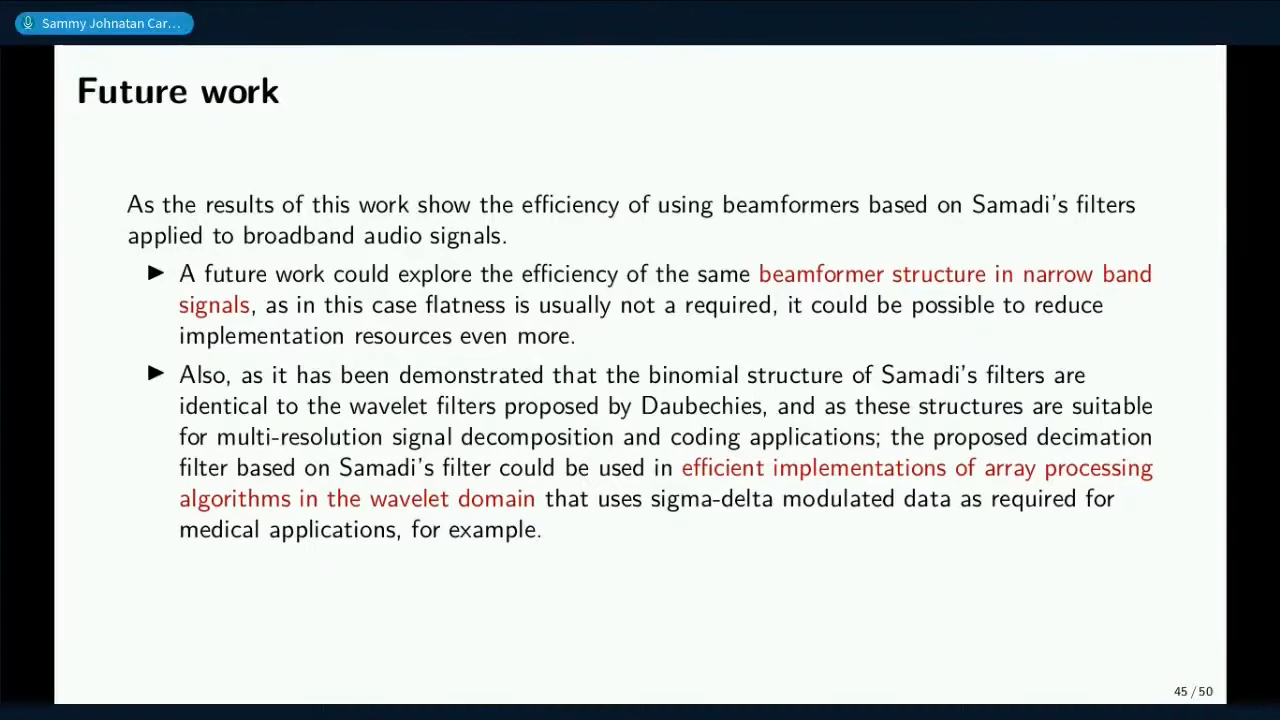 Sammy Johnatan Car...
Future work
As the results of this work show the efficiency of using beamformers based on Samadi's filters
applied to broadband audio signals.
▶ A future work could explore the efficiency of the same beamformer structure in narrow band
signals, as in this case flatness is usually not a required, it could be possible to reduce
implementation resources even more.
▶ Also, as it has been demonstrated that the binomial structure of Samadi's filters are
identical to the wavelet filters proposed by Daubechies, and as these structures are suitable
for multi-resolution signal decomposition and coding applications; the proposed decimation
filter based on Samadi's filter could be used in efficient implementations of array processing
algorithms in the wavelet domain that uses sigma-delta modulated data as required for
medical applications, for example.
45 / 50